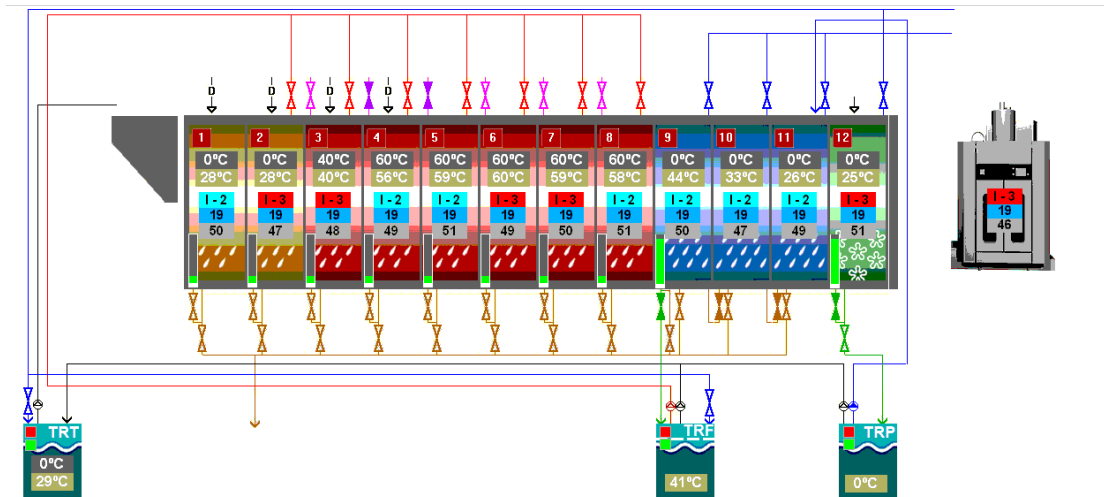 D D D D
1 2 3 4 5 6 7 8 9 10 11 12
0ºC 0ºC 40ºC 60ºC 60ºC 60ºC 60ºC 60ºC 0ºC 0ºC 0ºC 0ºC
28ºC 28ºC 40ºC 56ºC 59ºC 60ºC 59ºC 58ºC 44ºC 33ºC 26ºC 25ºC
I - 2 I - 3 I - 3 I - 2 I - 2 I - 3 I - 3 I - 2 I - 2 I - 2 I - 2 I - 3 I - 3
19 19 19 19 19 19 19 19 19 19 19 19 19
50 47 48 49 51 49 50 51 50 47 49 51 46
TRT TRF TRP
0ºC
29ºC 41ºC 0ºC